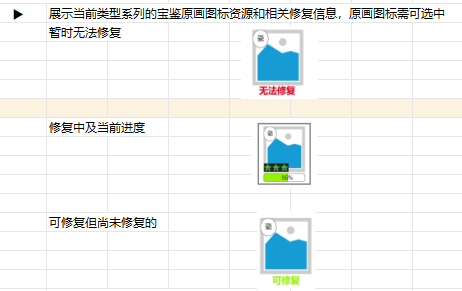 展示当前类型系列的宝鉴原画图标资源和相关修复信息，原画图标需可选中
暂时无法修复
无法修复
修复中及当前进度
可修复但尚未修复的
可修复